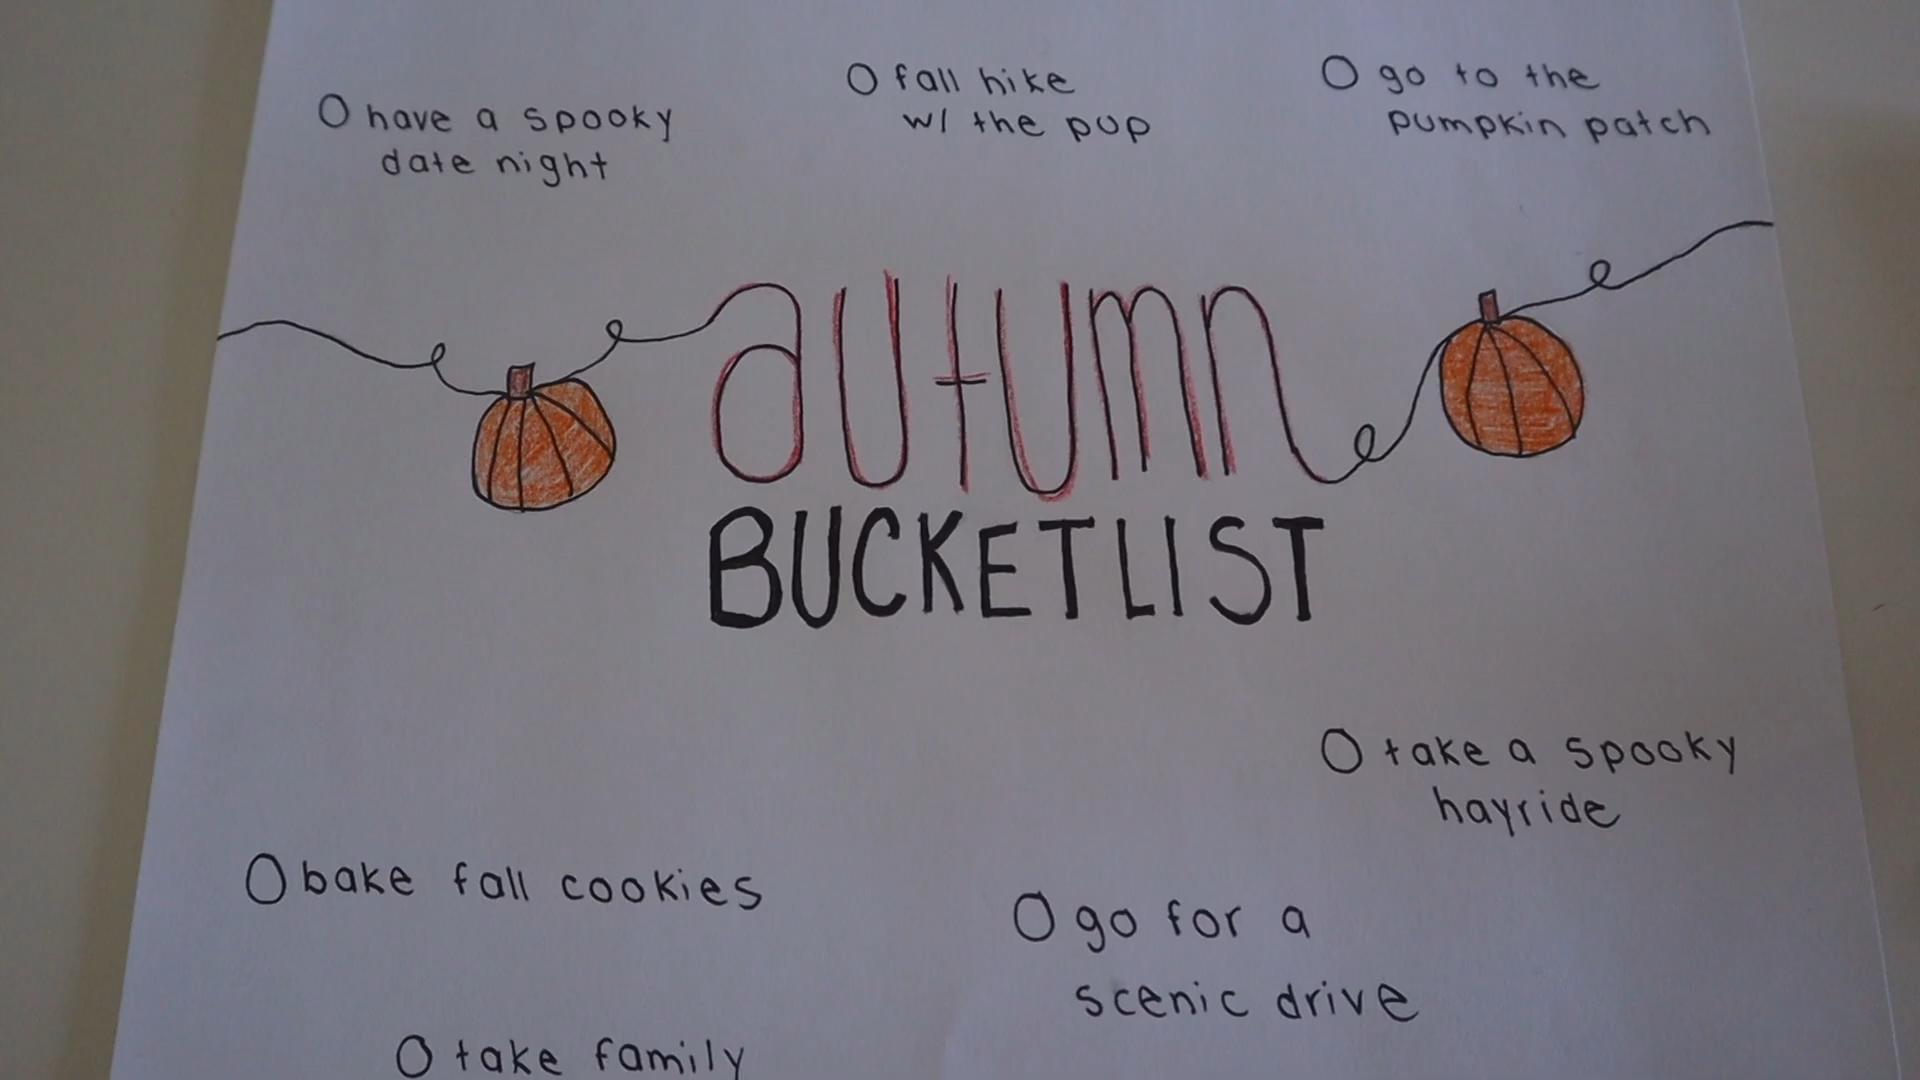 have a spooky
date night
fall hike
w/ the pup
go to the
pumpkin patch
autumn
BUCKETLIST
take a spooky
hayride
bake fall cookies
go for a
scenic drive
take family